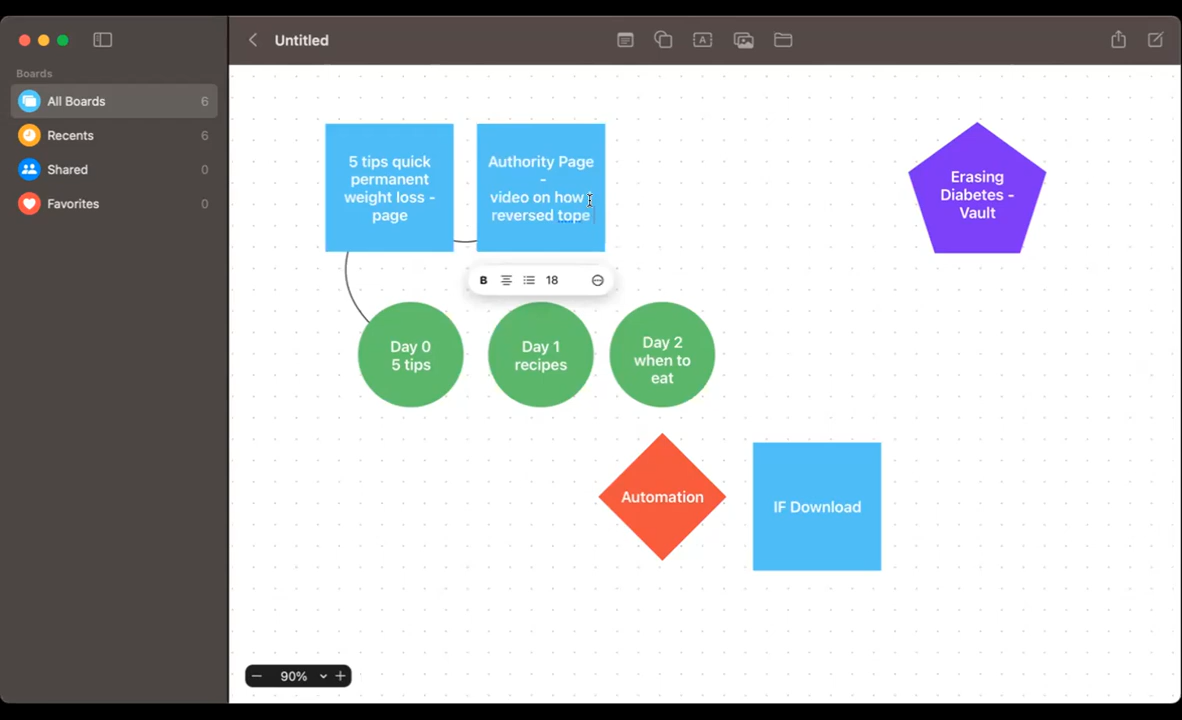 Untitled
Boards
All Boards 6
Recents 6
Shared 0
Favorites 0
5 tips quick
permanent
weight loss -
page
Authority Page
-
video on how
reversed tope
Erasing
Diabetes -
Vault
B 18
Day 0
5 tips
Day 1
recipes
Day 2
when to
eat
Automation
IF Download
90%